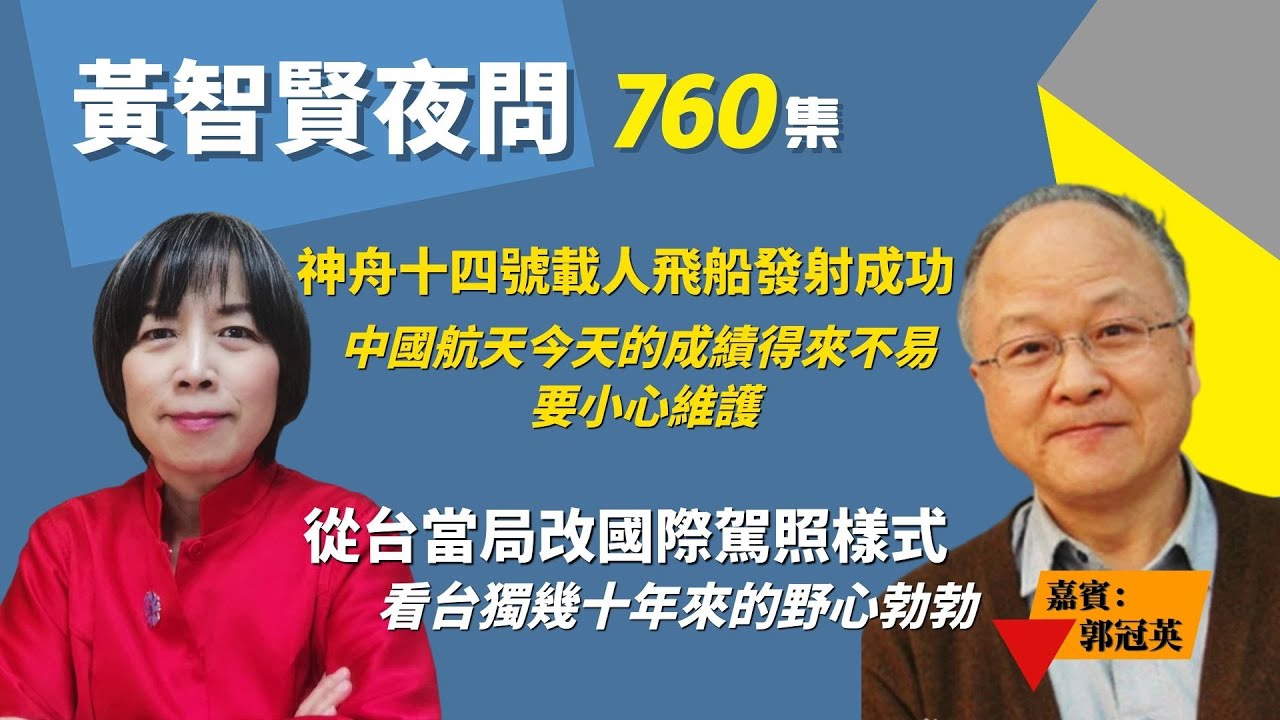 黃智賢夜問 760集
神舟十四號載人飛船發射成功
中國航天今天的成績得來不易
要小心維護
從台當局改國際駕照樣式
看台獨幾十年來的野心勃勃
嘉賓：
郭冠英